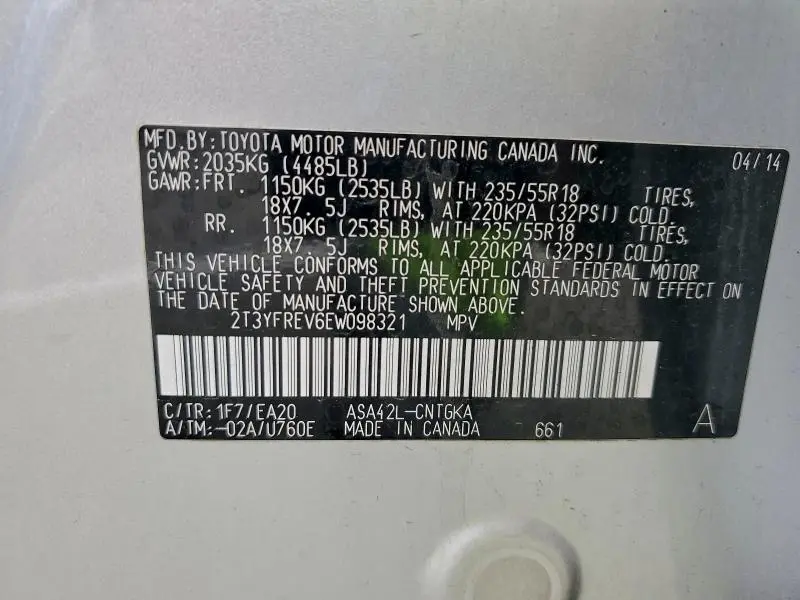 MFD.BY:TOYOTA MOTOR MANUFACTURING CANADA INC. 04/14
GVWR:2035KG (4485LB)
GAWR:FRT. 1150KG (2535LB) WITH 235/55R18 TIRES,
18X7. 5J RIMS, AT 220KPA (32PSI) COLD.
RR. 1150KG (2535LB) WITH 235/55R18 TIRES,
18X7. 5J RIMS, AT 220KPA (32PSI) COLD.
THIS VEHICLE CONFORMS TO ALL APPLICABLE FEDERAL MOTOR
VEHICLE SAFETY AND THEFT PREVENTION STANDARDS IN EFFECT ON
THE DATE OF MANUFACTURE SHOWN ABOVE.
2T3YFREV6EW098321 MPV
C/TR:1F7/EA20 ASA42L-CNTGKA
A/TM:-02A/U760E MADE IN CANADA 661 A